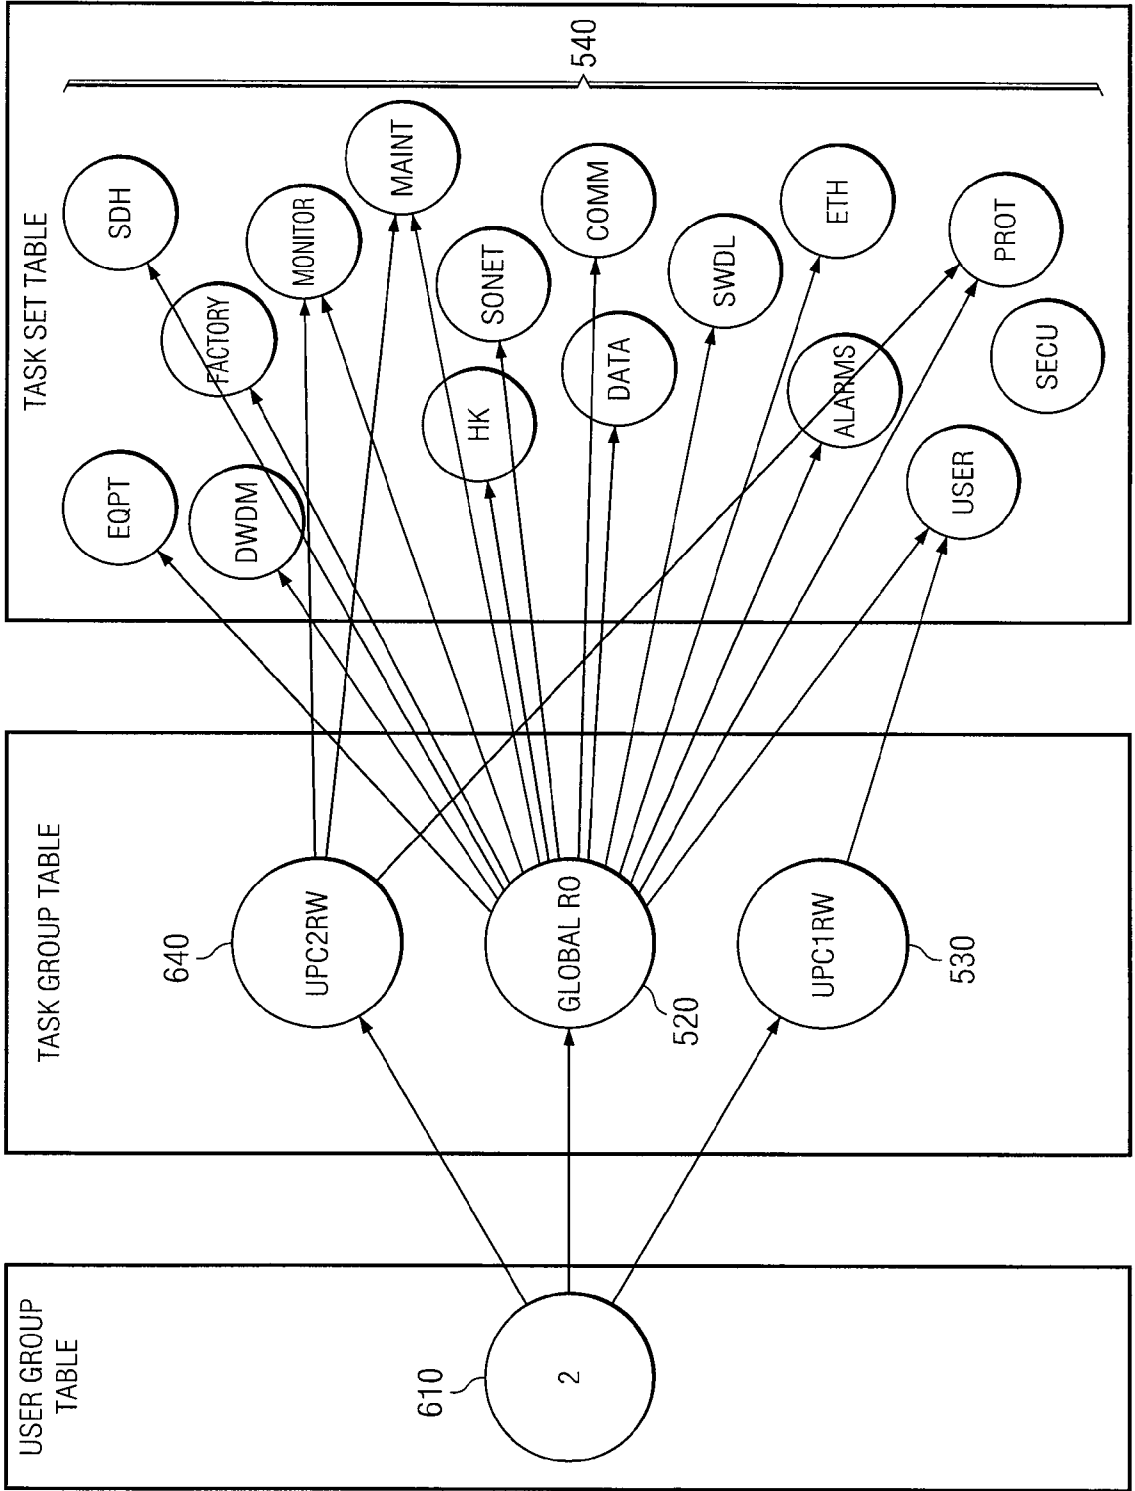 USER GROUP
TABLE
610
2
TASK GROUP TABLE
640
UPC2RW
GLOBAL RO
520
UPC1RW
530
TASK SET TABLE
EQPT
SDH
FACTORY
DWDM
MONITOR
MAINT
HK
SONET
COMM
DATA
SWDL
ETH
ALARMS
PROT
USER
SECU
540